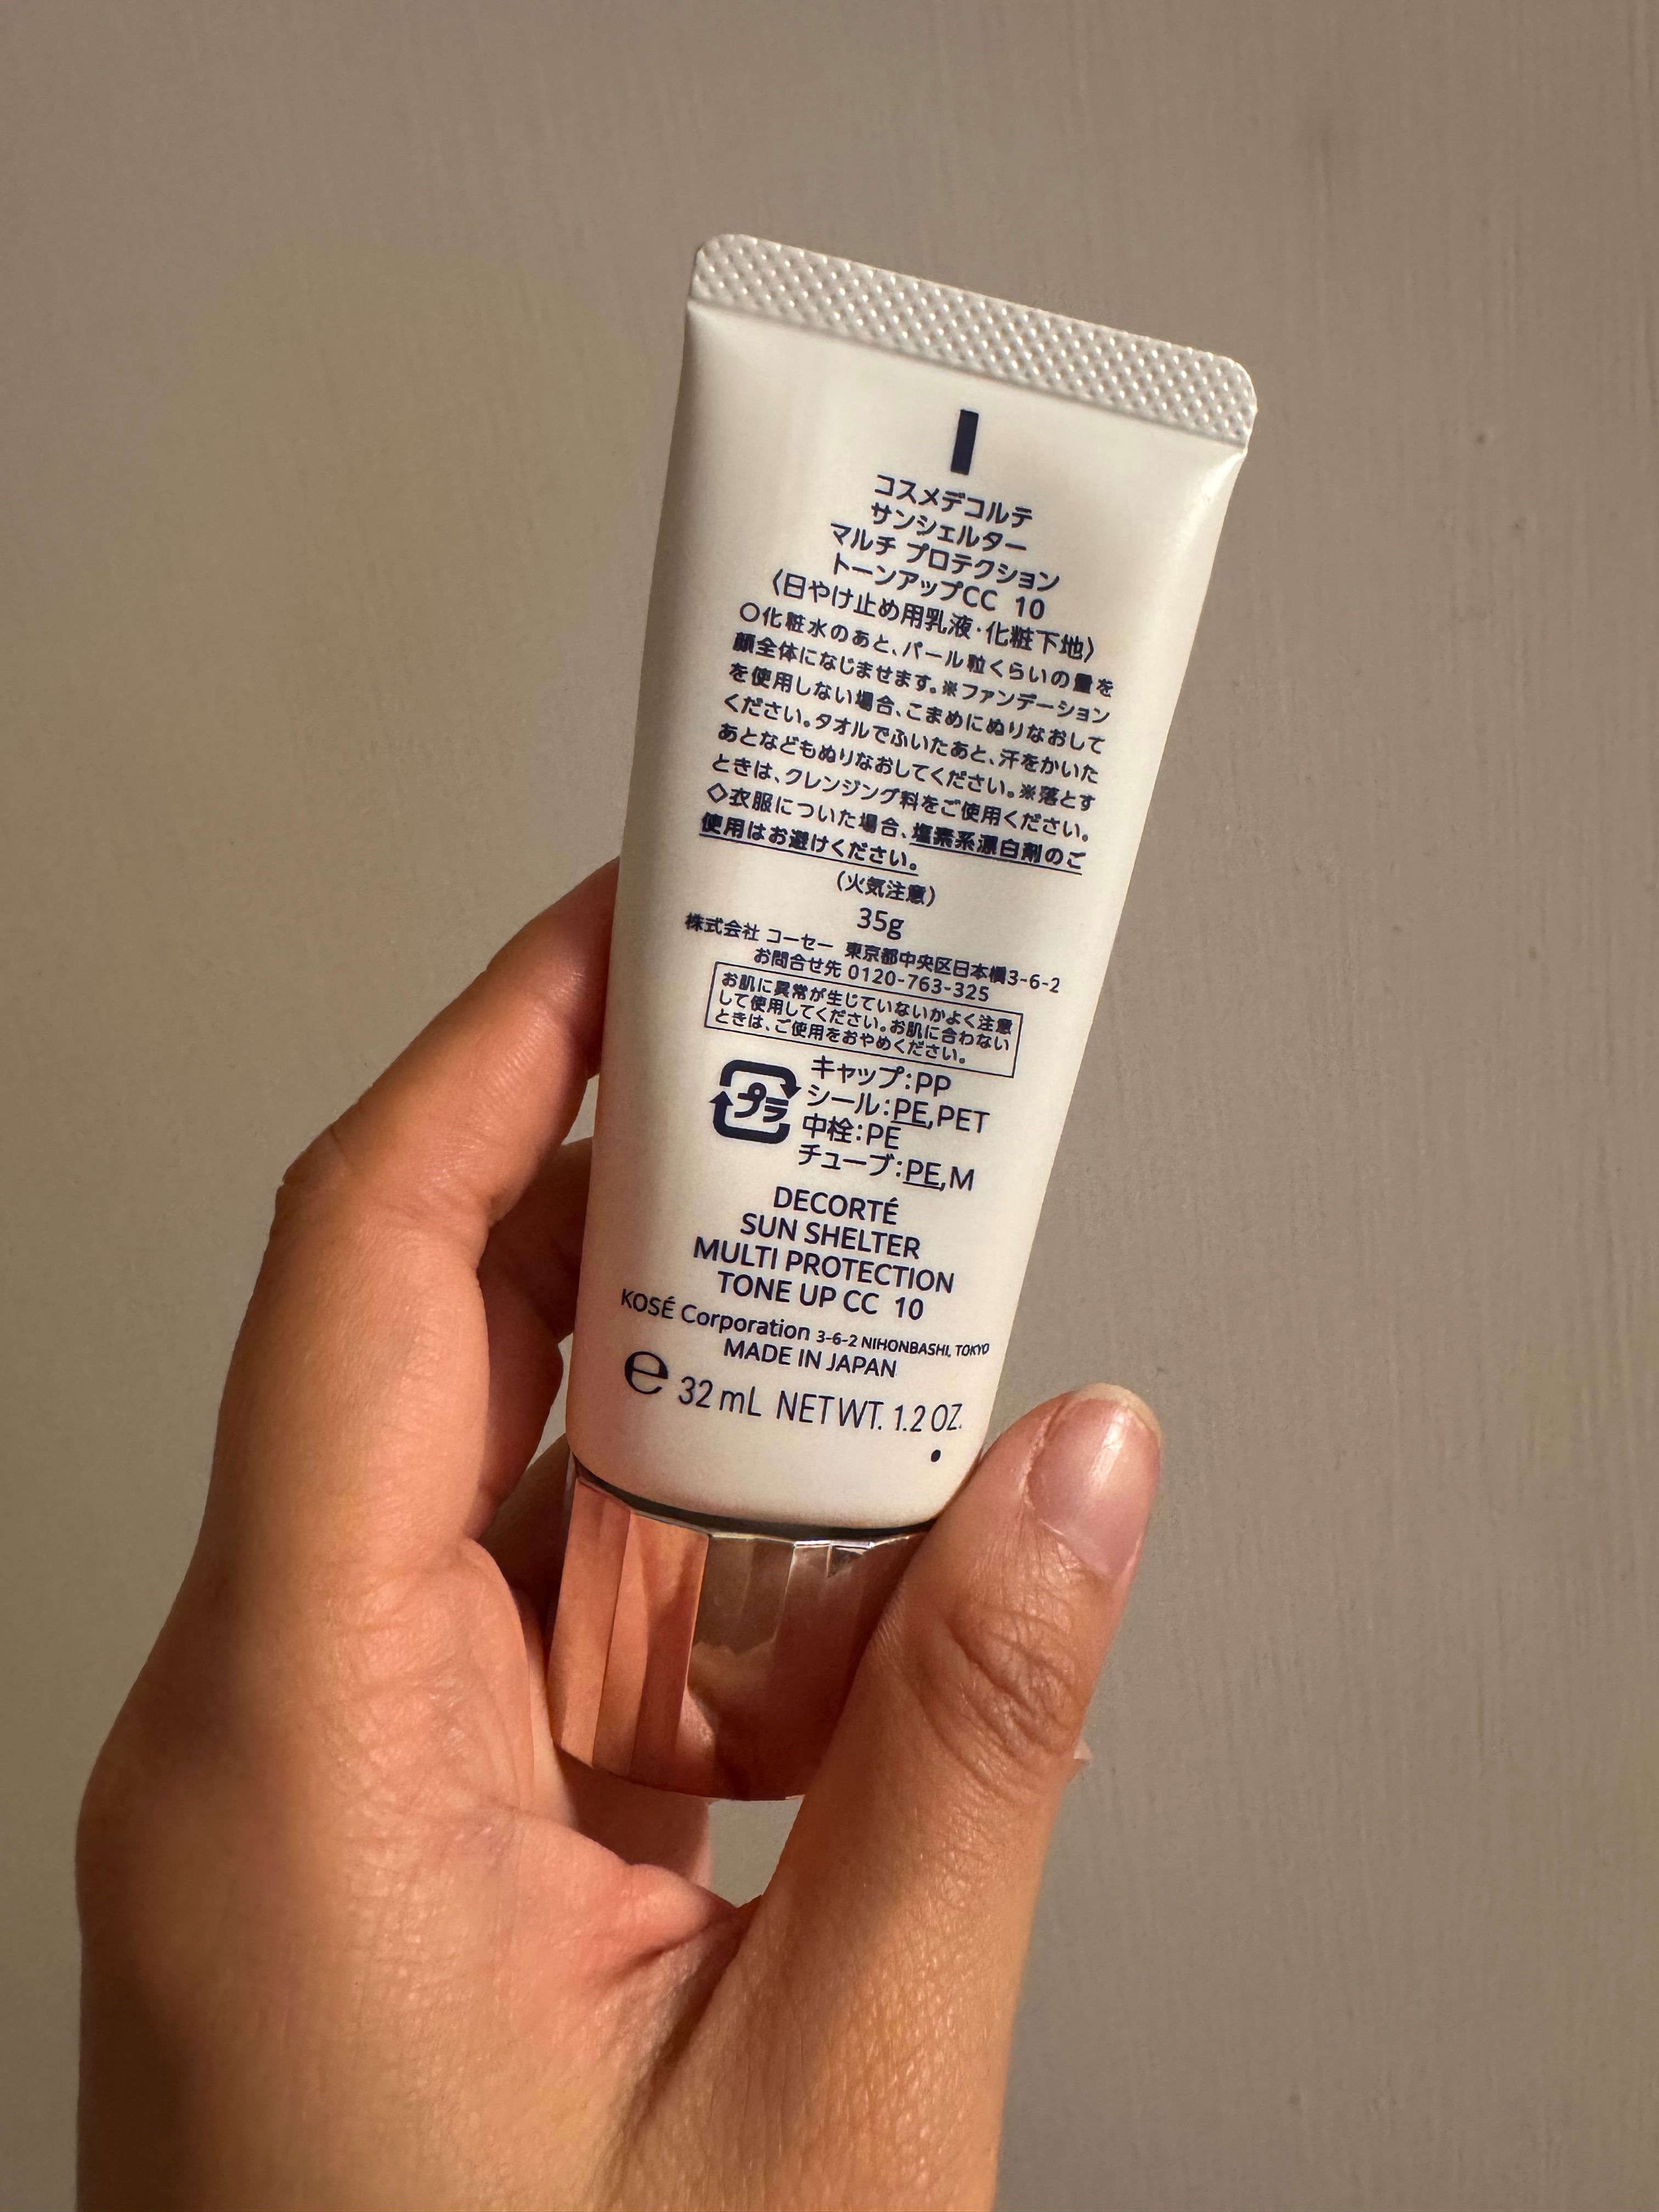 コスメデコルテ
サンシェルター
マルチ プロテクション
トーンアップCC 10
〈日やけ止め用乳液・化粧下地〉
○化粧水のあと、パール粒くらいの量を
顔全体になじませます。※ファンデーション
を使用しない場合、こまめにぬりなおして
ください。タオルでふいたあと、汗をかいた
あとなどもぬりなおしてください。※落とす
ときは、クレンジング料をご使用ください。
◇衣服についた場合、塩素系漂白剤のご
使用はお避けください。
(火気注意)
35g
株式会社 コーセー 東京都中央区日本橋3-6-2
お問合せ先 0120-763-325
お肌に異常が生じていないかよく注意
して使用してください。お肌に合わない
ときは、ご使用をおやめください。
プラ
キャップ:PP
シール:PE,PET
中栓:PE
チューブ:PE,M
DECORTÉ
SUN SHELTER
MULTI PROTECTION
TONE UP CC 10
KOSÉ Corporation 3-6-2 NIHONBASHI, TOKYO
MADE IN JAPAN
e 32 mL NET WT. 1.2 OZ.